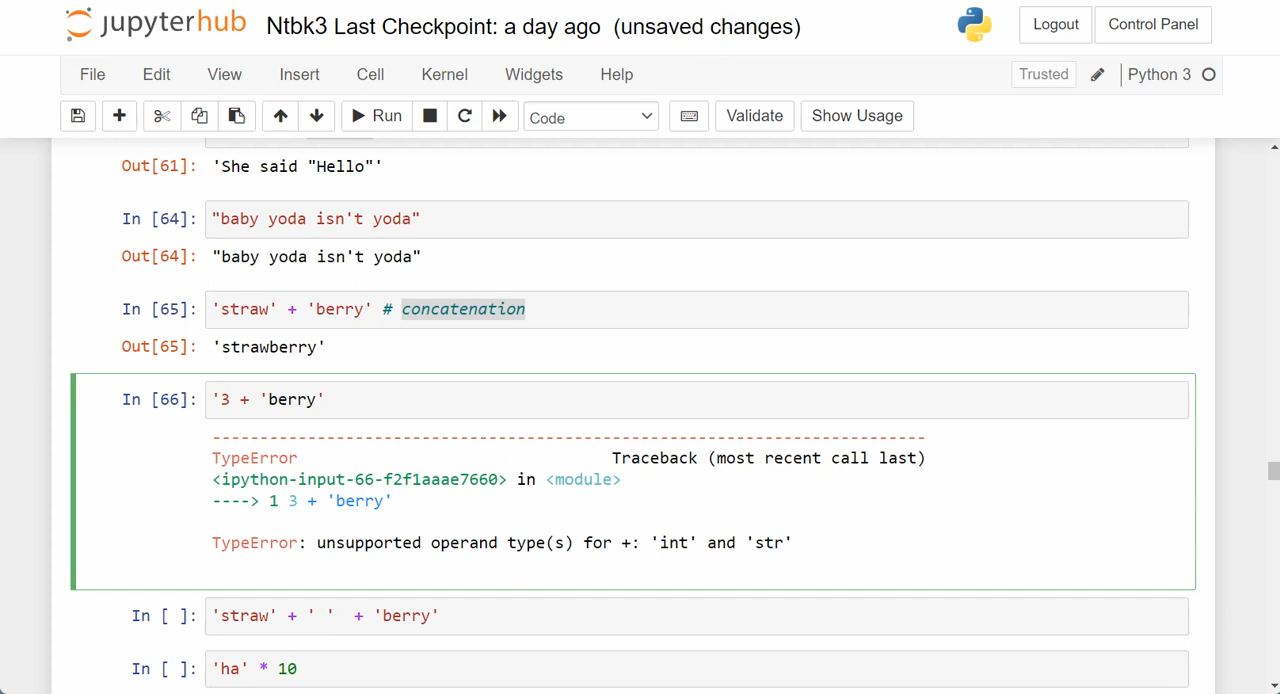 jupyterhub Ntbk3 Last Checkpoint: a day ago (unsaved changes) Logout Control Panel
File Edit View Insert Cell Kernel Widgets Help Trusted Python 3
Run Code Validate Show Usage
Out[61]: 'She said "Hello"'
In [64]: "baby yoda isn't yoda"
Out[64]: "baby yoda isn't yoda"
In [65]: 'straw' + 'berry' # concatenation
Out[65]: 'strawberry'
In [66]: '3 + 'berry'
---------------------------------------------------------------------------
TypeError Traceback (most recent call last)
<ipython-input-66-f2f1aaae7660> in <module>
----> 1 3 + 'berry'
TypeError: unsupported operand type(s) for +: 'int' and 'str'
In [ ]: 'straw' + ' ' + 'berry'
In [ ]: 'ha' * 10